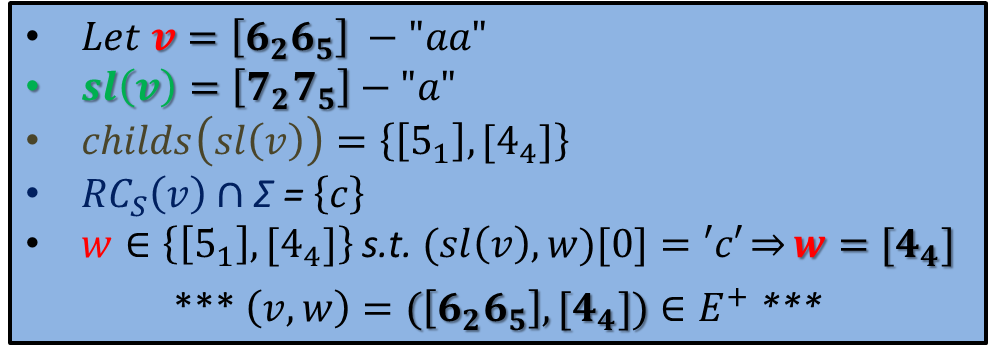 • Let v = [6₂6₅] – "aa"
• sl(v) = [7₂7₅] – "a"
• childs(sl(v)) = {[5₁], [4₄]}
• RC_S(v) ∩ Σ = {c}
• w ∈ {[5₁], [4₄]} s.t. (sl(v), w)[0] = 'c' ⇒ w = [4₄]
*** (v, w) = ([6₂6₅], [4₄]) ∈ E⁺ ***